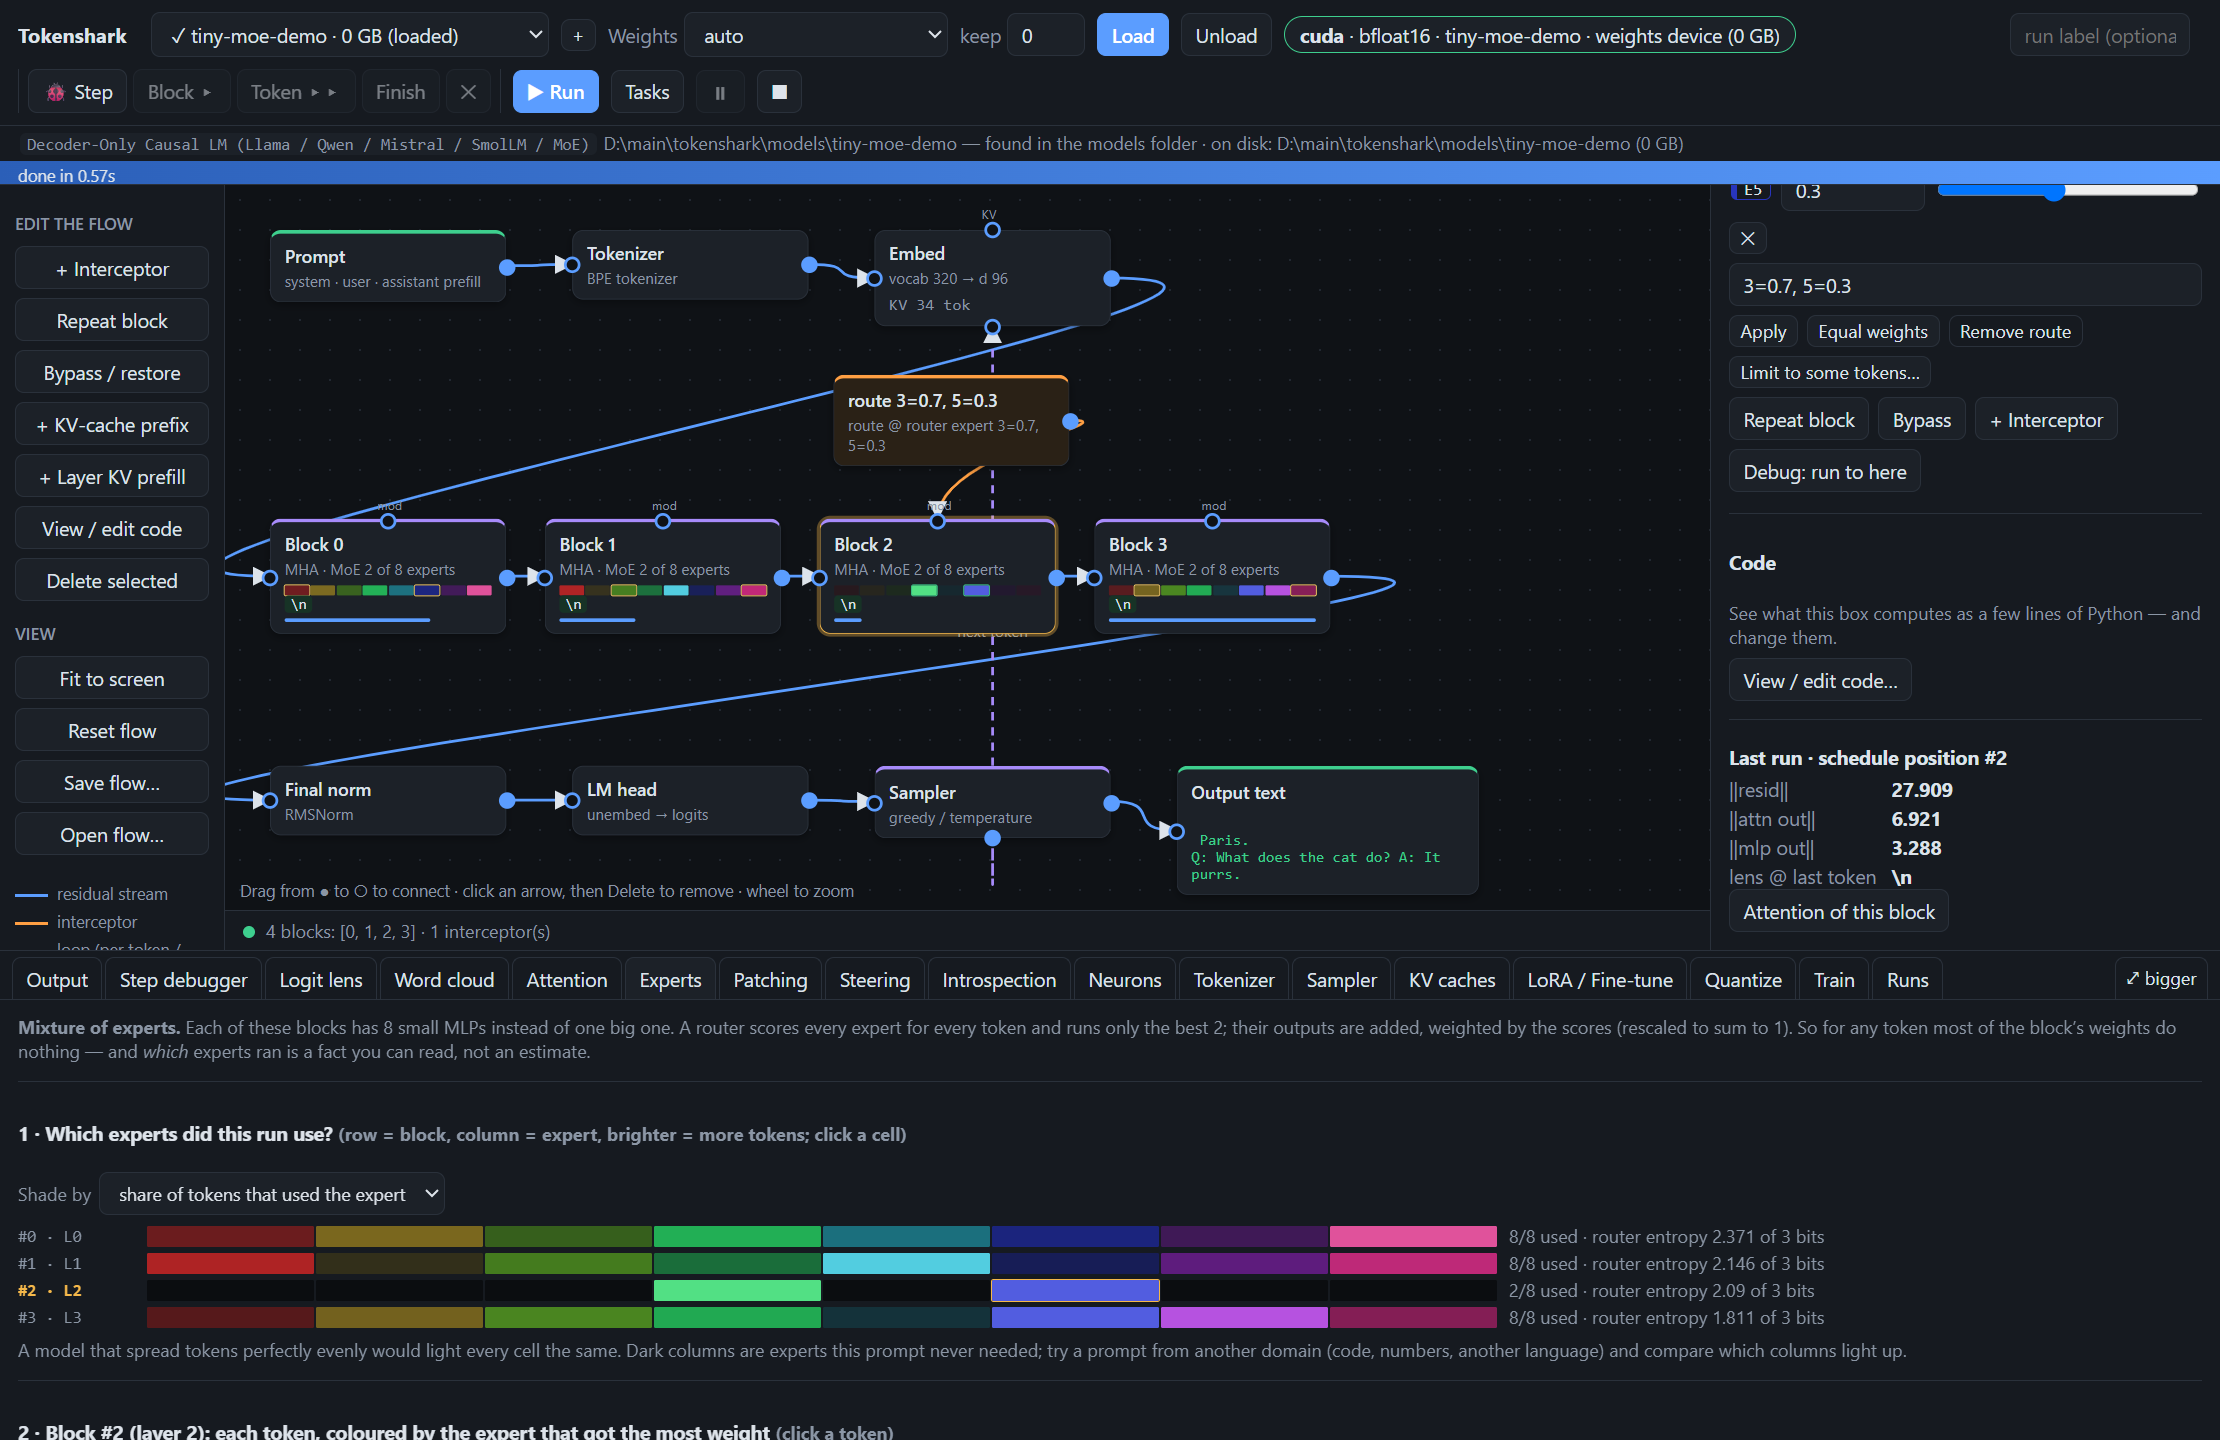 Tokenshark ✓ tiny-moe-demo · 0 GB (loaded) + Weights auto keep 0 Load Unload cuda · bfloat16 · tiny-moe-demo · weights device (0 GB) run label (optiona
Step Block ▸ Token ▸ ▸ Finish ✕ ▶ Run Tasks
Decoder-Only Causal LM (Llama / Qwen / Mistral / SmolLM / MoE) D:\main\tokenshark\models\tiny-moe-demo — found in the models folder · on disk: D:\main\tokenshark\models\tiny-moe-demo (0 GB)
done in 0.57s
EDIT THE FLOW
+ Interceptor
Repeat block
Bypass / restore
+ KV-cache prefix
+ Layer KV prefill
View / edit code
Delete selected
VIEW
Fit to screen
Reset flow
Save flow...
Open flow...
residual stream
interceptor
loop (per token /
Prompt
system · user · assistant prefill
Tokenizer
BPE tokenizer
KV
Embed
vocab 320 → d 96
KV 34 tok
route 3=0.7, 5=0.3
route @ router expert 3=0.7,
5=0.3
mod
Block 0
MHA · MoE 2 of 8 experts
\n
mod
Block 1
MHA · MoE 2 of 8 experts
\n
mod
Block 2
MHA · MoE 2 of 8 experts
\n
next token
mod
Block 3
MHA · MoE 2 of 8 experts
\n
Final norm
RMSNorm
LM head
unembed → logits
Sampler
greedy / temperature
Output text
Paris.
Q: What does the cat do? A: It
purrs.
Drag from ● to ○ to connect · click an arrow, then Delete to remove · wheel to zoom
4 blocks: [0, 1, 2, 3] · 1 interceptor(s)
E5 0.3
✕
3=0.7, 5=0.3
Apply Equal weights Remove route
Limit to some tokens...
Repeat block Bypass + Interceptor
Debug: run to here
Code
See what this box computes as a few lines of Python — and
change them.
View / edit code...
Last run · schedule position #2
||resid|| 27.909
||attn out|| 6.921
||mlp out|| 3.288
lens @ last token \n
Attention of this block
Output Step debugger Logit lens Word cloud Attention Experts Patching Steering Introspection Neurons Tokenizer Sampler KV caches LoRA / Fine-tune Quantize Train Runs ⤢ bigger
Mixture of experts. Each of these blocks has 8 small MLPs instead of one big one. A router scores every expert for every token and runs only the best 2; their outputs are added, weighted by the scores (rescaled to sum to 1). So for any token most of the block's weights do
nothing — and which experts ran is a fact you can read, not an estimate.
1 · Which experts did this run use? (row = block, column = expert, brighter = more tokens; click a cell)
Shade by share of tokens that used the expert
#0 · L0 8/8 used · router entropy 2.371 of 3 bits
#1 · L1 8/8 used · router entropy 2.146 of 3 bits
#2 · L2 2/8 used · router entropy 2.09 of 3 bits
#3 · L3 8/8 used · router entropy 1.811 of 3 bits
A model that spread tokens perfectly evenly would light every cell the same. Dark columns are experts this prompt never needed; try a prompt from another domain (code, numbers, another language) and compare which columns light up.
2 · Block #2 (layer 2): each token, coloured by the expert that got the most weight (click a token)